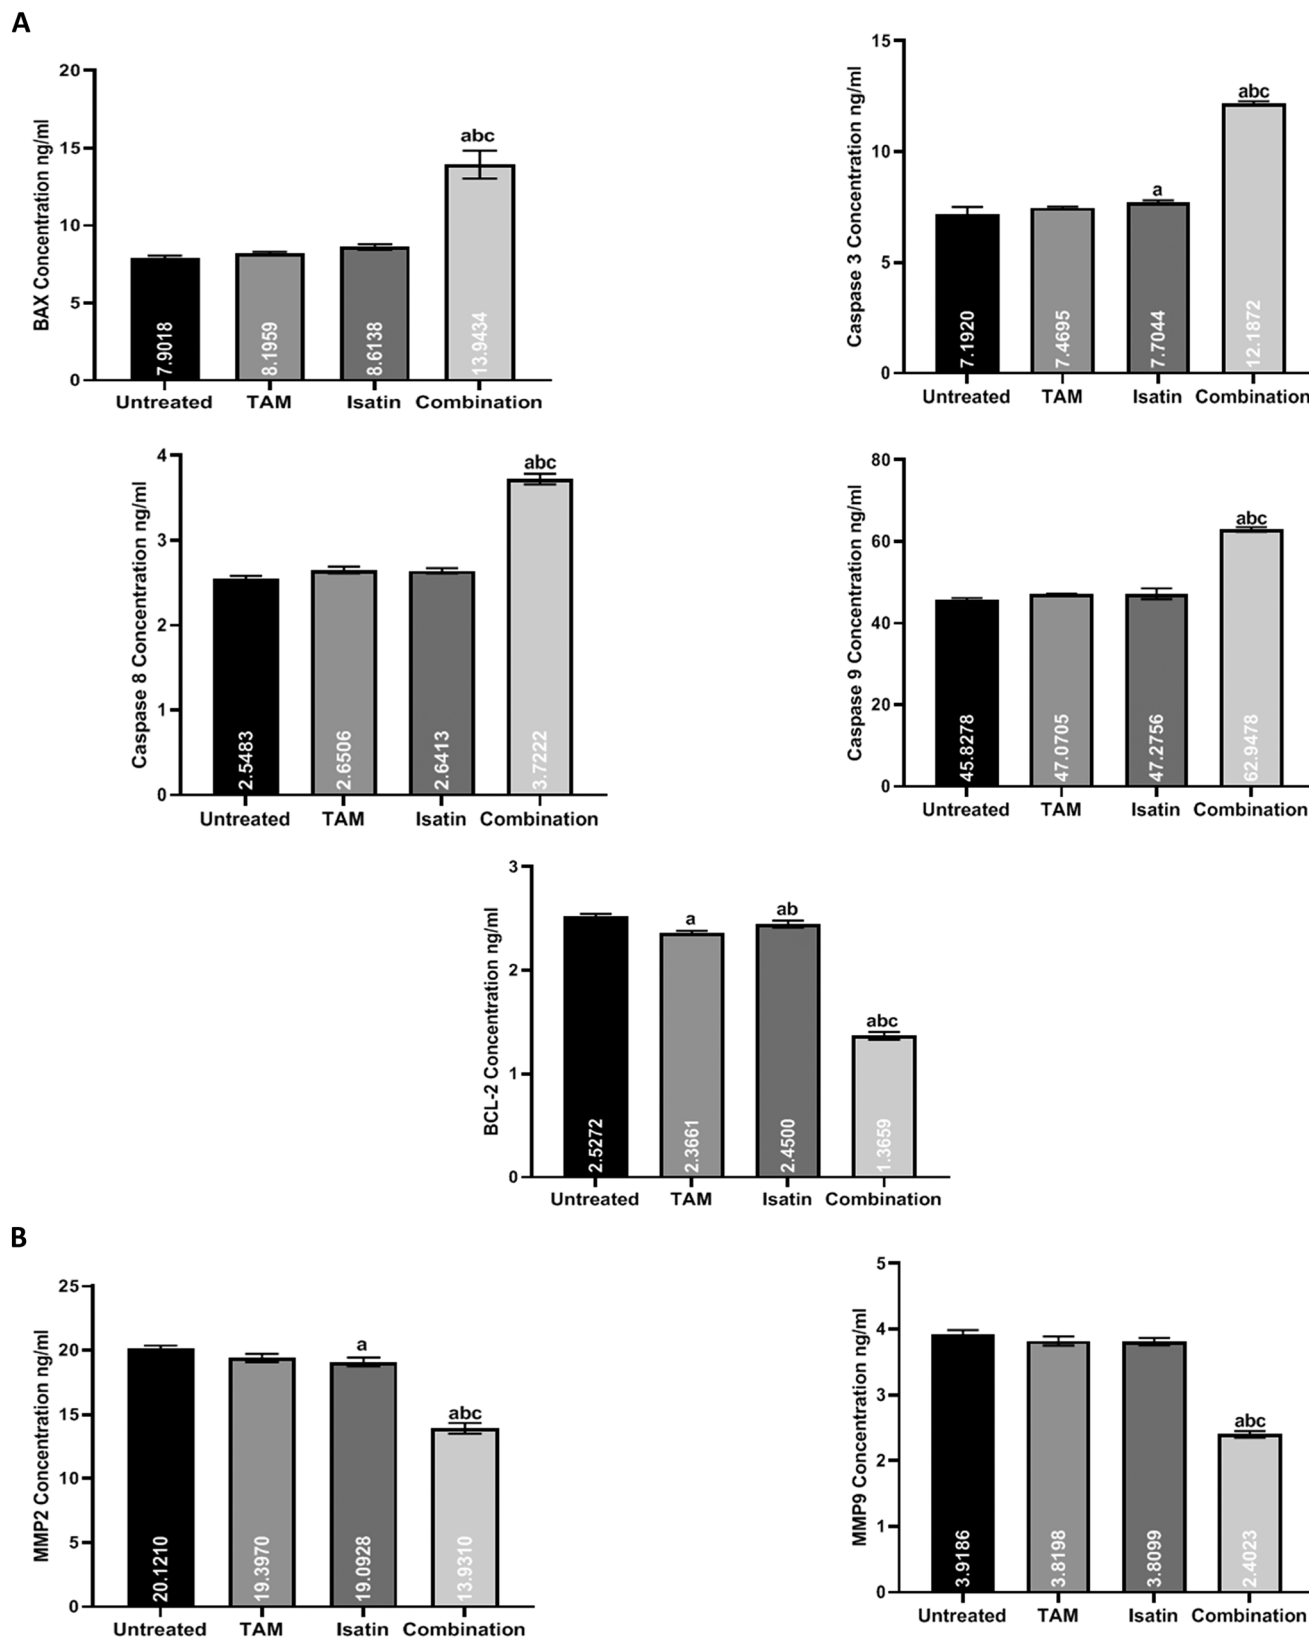 A
BAX Concentration ng/ml
20
15
10
5
0
abc
7.9018
8.1959
8.6138
13.9434
Untreated TAM Isatin Combination
Caspase 3 Concentration ng/ml
15
10
5
0
a
abc
7.1920
7.4695
7.7044
12.1872
Untreated TAM Isatin Combination
Caspase 8 Concentration ng/ml
4
3
2
1
0
abc
2.5483
2.6506
2.6413
3.7222
Untreated TAM Isatin Combination
Caspase 9 Concentration ng/ml
80
60
40
20
0
abc
45.8278
47.0705
47.2756
62.9478
Untreated TAM Isatin Combination
BCL-2 Concentration ng/ml
3
2
1
0
a
ab
abc
2.5272
2.3661
2.4500
1.3659
Untreated TAM Isatin Combination
B
MMP2 Concentration ng/ml
25
20
15
10
5
0
a
abc
20.1210
19.3970
19.0928
13.9310
Untreated TAM Isatin Combination
MMP9 Concentration ng/ml
5
4
3
2
1
0
abc
3.9186
3.8198
3.8099
2.4023
Untreated TAM Isatin Combination